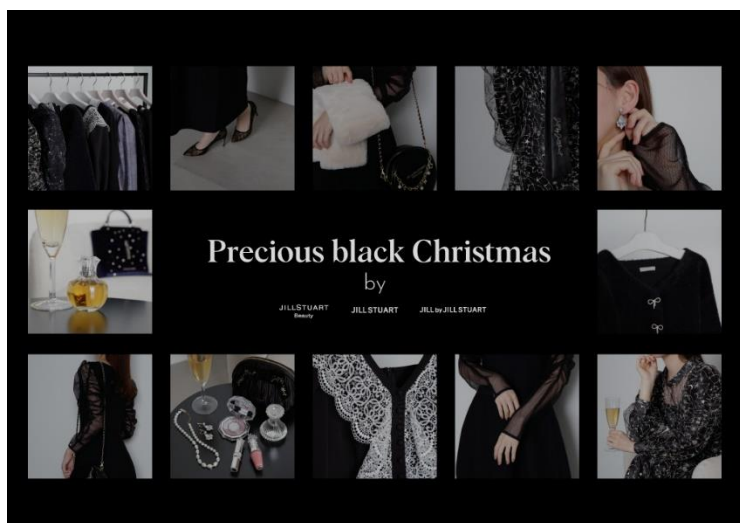 Precious black Christmas
by
JILLSTUART
Beauty
JILLSTUART
JILL by JILLSTUART